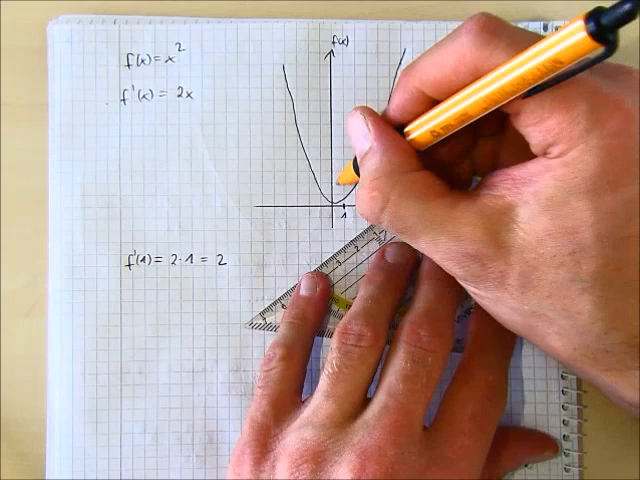 f(x) = x²
f'(x) = 2x
f(x)
1
f'(1) = 2·1 = 2